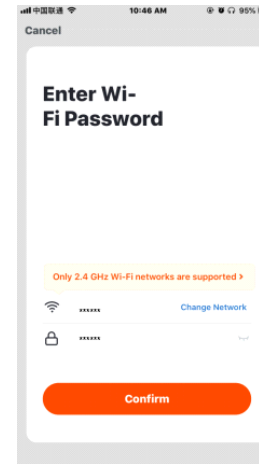 中国联通 10:46 AM 95%
Cancel
Enter Wi-
Fi Password
Only 2.4 GHz Wi-Fi networks are supported >
xxxxxx Change Network
xxxxxx
Confirm